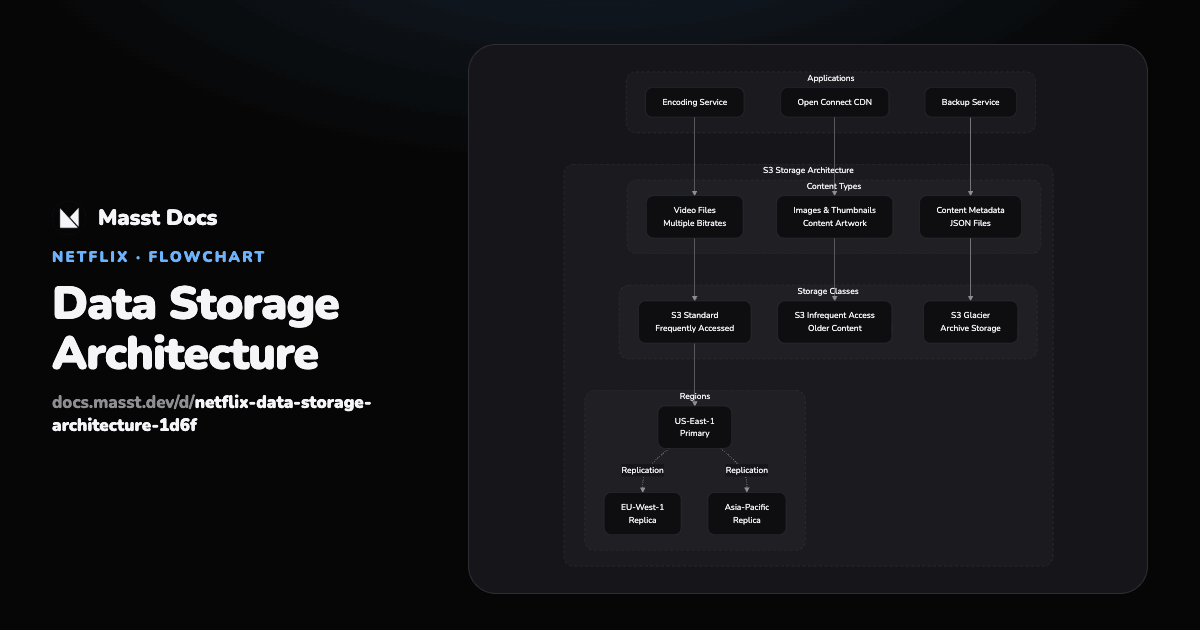 Masst Docs
NETFLIX · FLOWCHART
Data Storage
Architecture
docs.masst.dev/d/netflix-data-storage-
architecture-1d6f
Applications
Encoding Service
Open Connect CDN
Backup Service
S3 Storage Architecture
Content Types
Video Files
Multiple Bitrates
Images & Thumbnails
Content Artwork
Content Metadata
JSON Files
Storage Classes
S3 Standard
Frequently Accessed
S3 Infrequent Access
Older Content
S3 Glacier
Archive Storage
Regions
US-East-1
Primary
Replication
Replication
EU-West-1
Replica
Asia-Pacific
Replica